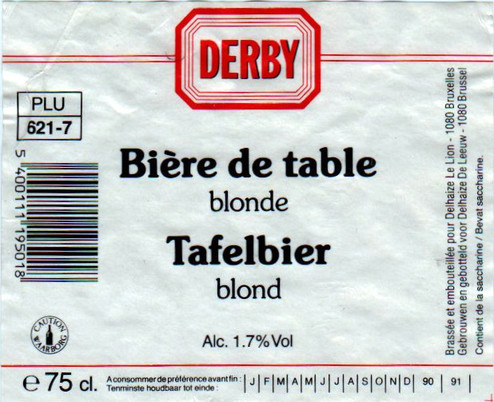 DERBY
PLU
621-7
5 400111 195018
Bière de table
blonde
Tafelbier
blond
Alc. 1.7% Vol
CAUTION
WAARBORG
e 75 cl.
A consommer de préférence avant fin :
Tenminste houdbaar tot einde :
J F M A M J J A S O N D 90 91
Brassée et embouteillée pour Delhaize Le Lion - 1080 Bruxelles
Gebrouwen en gebotteld voor Delhaize De Leeuw - 1080 Brussel
Contient de la saccharine / Bevat saccharine.